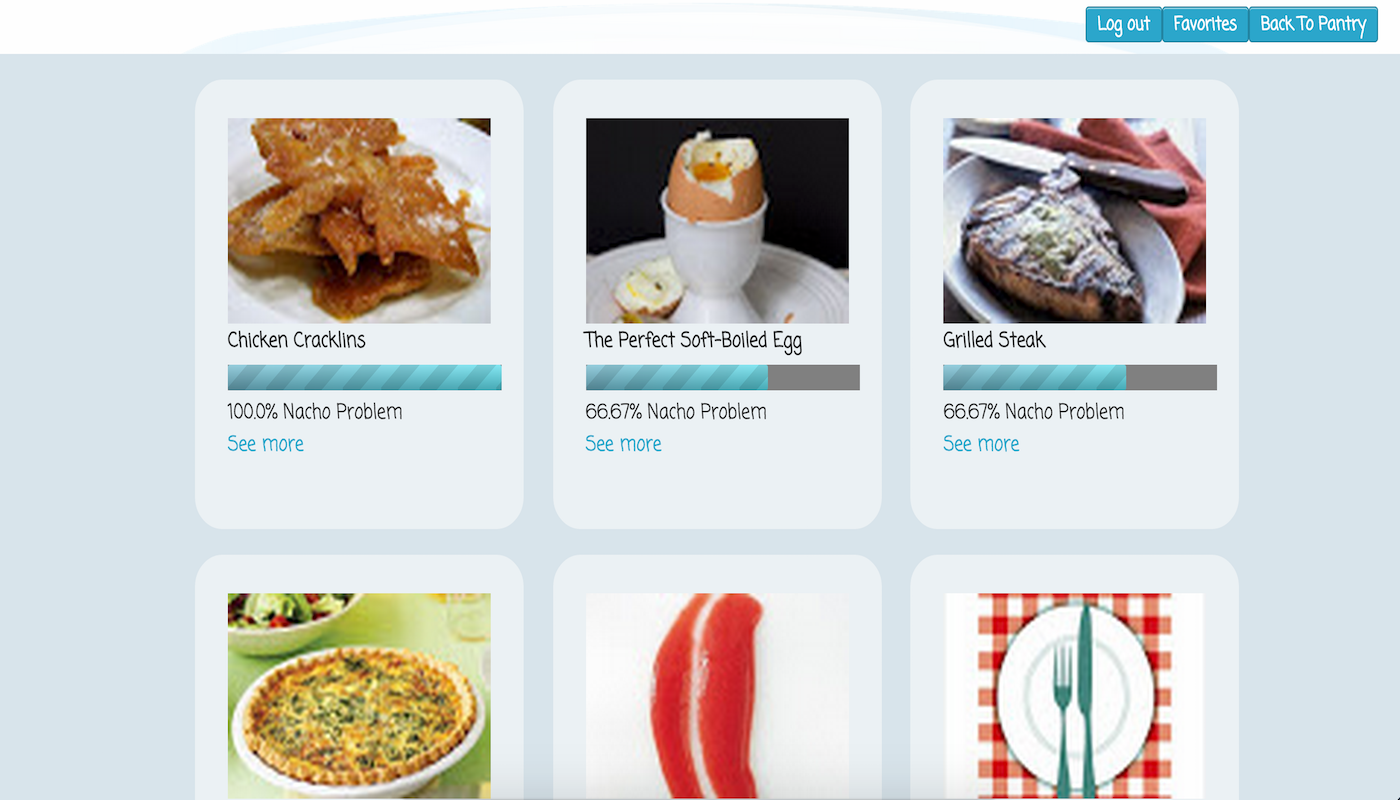 Log out Favorites Back To Pantry
Chicken Cracklins
100.0% Nacho Problem
See more
The Perfect Soft-Boiled Egg
66.67% Nacho Problem
See more
Grilled Steak
66.67% Nacho Problem
See more